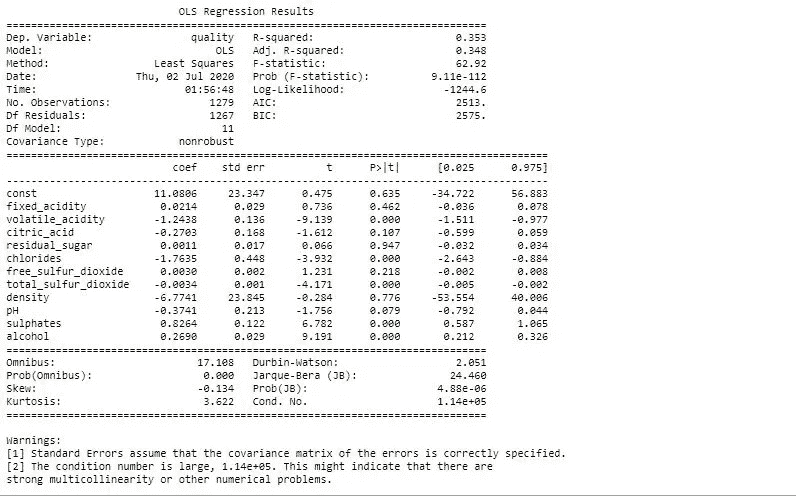 OLS Regression Results
==============================================================================
Dep. Variable: quality R-squared: 0.353
Model: OLS Adj. R-squared: 0.348
Method: Least Squares F-statistic: 62.92
Date: Thu, 02 Jul 2020 Prob (F-statistic): 9.11e-112
Time: 01:56:48 Log-Likelihood: -1244.6
No. Observations: 1279 AIC: 2513.
Df Residuals: 1267 BIC: 2575.
Df Model: 11
Covariance Type: nonrobust
========================================================================================
coef std err t P>|t| [0.025 0.975]
----------------------------------------------------------------------------------------
const 11.0806 23.347 0.475 0.635 -34.722 56.883
fixed_acidity 0.0214 0.029 0.736 0.462 -0.036 0.078
volatile_acidity -1.2438 0.136 -9.139 0.000 -1.511 -0.977
citric_acid -0.2703 0.168 -1.612 0.107 -0.599 0.059
residual_sugar 0.0011 0.017 0.066 0.947 -0.032 0.034
chlorides -1.7635 0.448 -3.932 0.000 -2.643 -0.884
free_sulfur_dioxide 0.0030 0.002 1.231 0.218 -0.002 0.008
total_sulfur_dioxide -0.0034 0.001 -4.171 0.000 -0.005 -0.002
density -6.7741 23.845 -0.284 0.776 -53.554 40.006
pH -0.3741 0.213 -1.756 0.079 -0.792 0.044
sulphates 0.8264 0.122 6.782 0.000 0.587 1.065
alcohol 0.2690 0.029 9.191 0.000 0.212 0.326
==============================================================================
Omnibus: 17.108 Durbin-Watson: 2.051
Prob(Omnibus): 0.000 Jarque-Bera (JB): 24.460
Skew: -0.134 Prob(JB): 4.88e-06
Kurtosis: 3.622 Cond. No. 1.14e+05
==============================================================================
Warnings:
[1] Standard Errors assume that the covariance matrix of the errors is correctly specified.
[2] The condition number is large, 1.14e+05. This might indicate that there are
strong multicollinearity or other numerical problems.